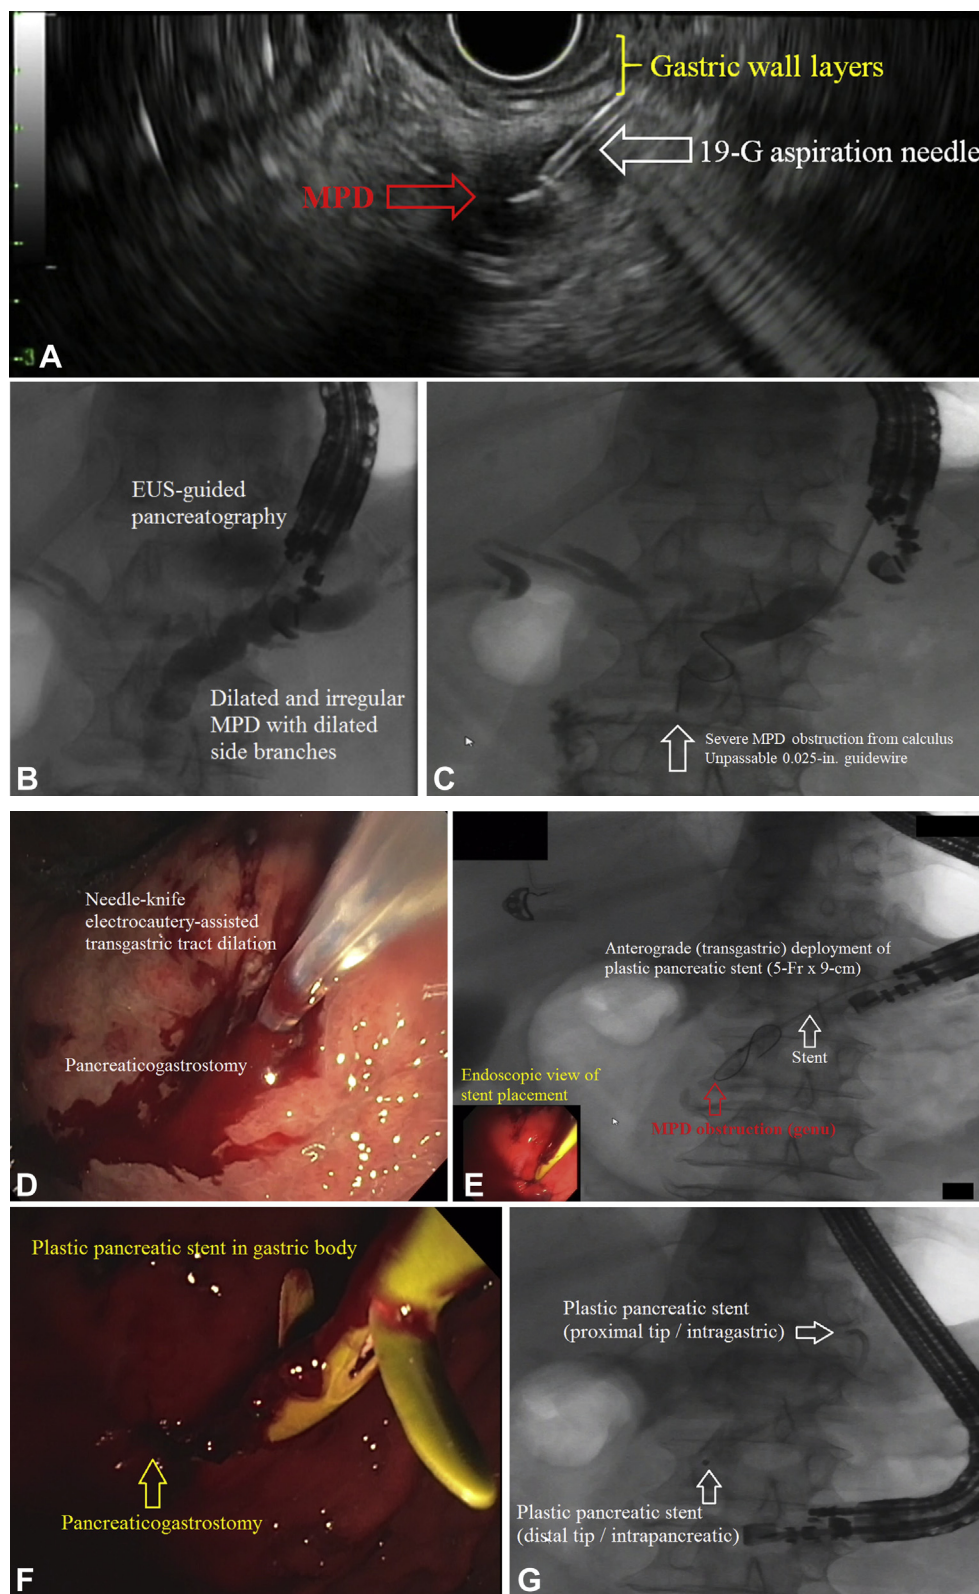 Gastric wall layers
19-G aspiration needle
MPD
-3
A
EUS-guided
pancreatography
Dilated and irregular
MPD with dilated
side branches
B
Severe MPD obstruction from calculus
Unpassable 0.025-in. guidewire
C
Needle-knife
electrocautery-assisted
transgastric tract dilation
Pancreaticogastrostomy
D
Anterograde (transgastric) deployment of
plastic pancreatic stent (5-Fr x 9-cm)
Stent
Endoscopic view of
stent placement
MPD obstruction (genu)
E
Plastic pancreatic stent in gastric body
Pancreaticogastrostomy
F
Plastic pancreatic stent
(proximal tip / intragastric)
Plastic pancreatic stent
(distal tip / intrapancreatic)
G